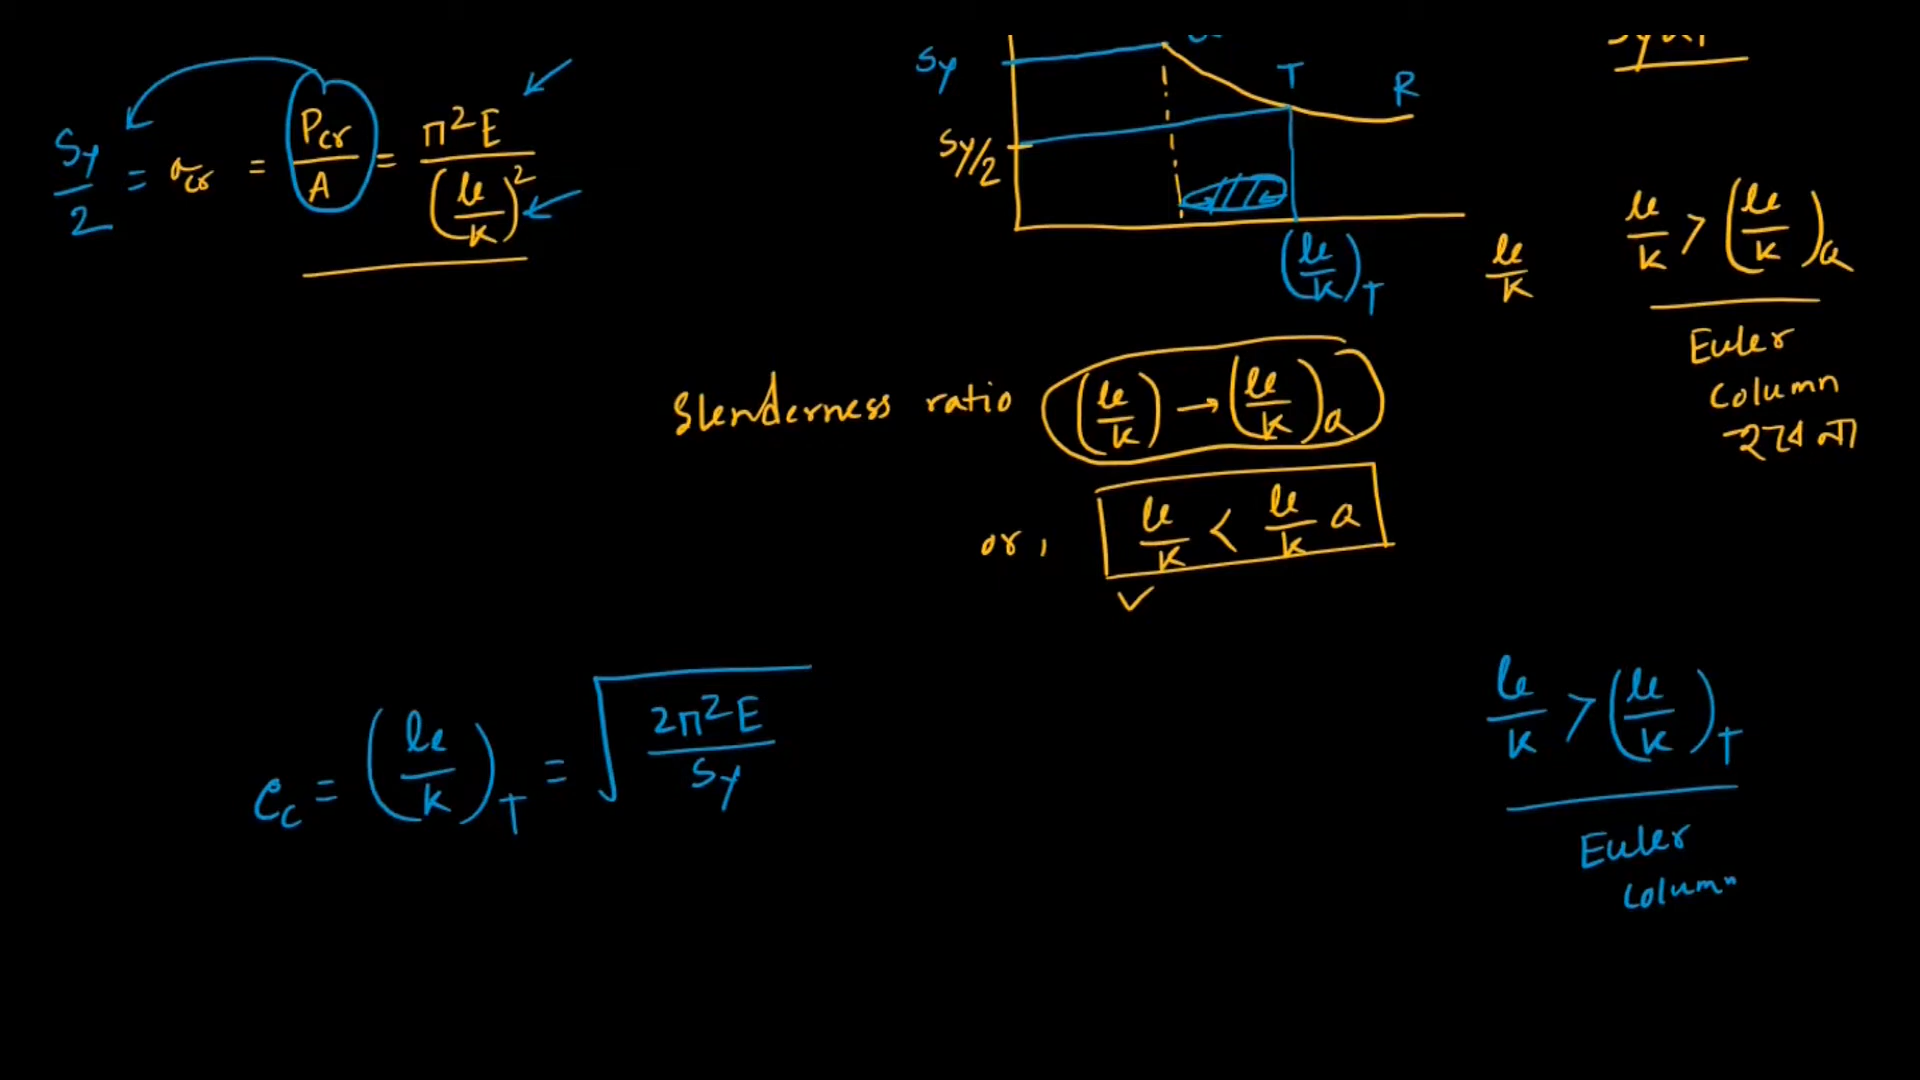 Sy/2 = σcr = Pcr/A = π²E/(le/k)²
Sy
T
R
Sy/2
(le/k)T
le/k
le/k > (le/k)Q
Euler
Column
হবে না
Slenderness ratio (le/k) → (le/k)Q
or, le/k < le/k Q
✓
Cc = (le/k)T = √(2π²E/Sy)
le/k > (le/k)T
Euler
Column